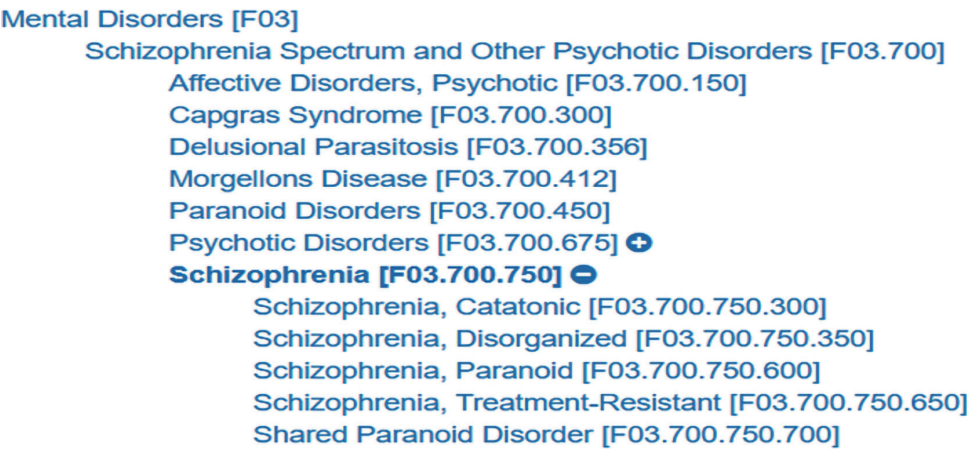 Mental Disorders [F03]
Schizophrenia Spectrum and Other Psychotic Disorders [F03.700]
Affective Disorders, Psychotic [F03.700.150]
Capgras Syndrome [F03.700.300]
Delusional Parasitosis [F03.700.356]
Morgellons Disease [F03.700.412]
Paranoid Disorders [F03.700.450]
Psychotic Disorders [F03.700.675]
Schizophrenia [F03.700.750]
Schizophrenia, Catatonic [F03.700.750.300]
Schizophrenia, Disorganized [F03.700.750.350]
Schizophrenia, Paranoid [F03.700.750.600]
Schizophrenia, Treatment-Resistant [F03.700.750.650]
Shared Paranoid Disorder [F03.700.750.700]